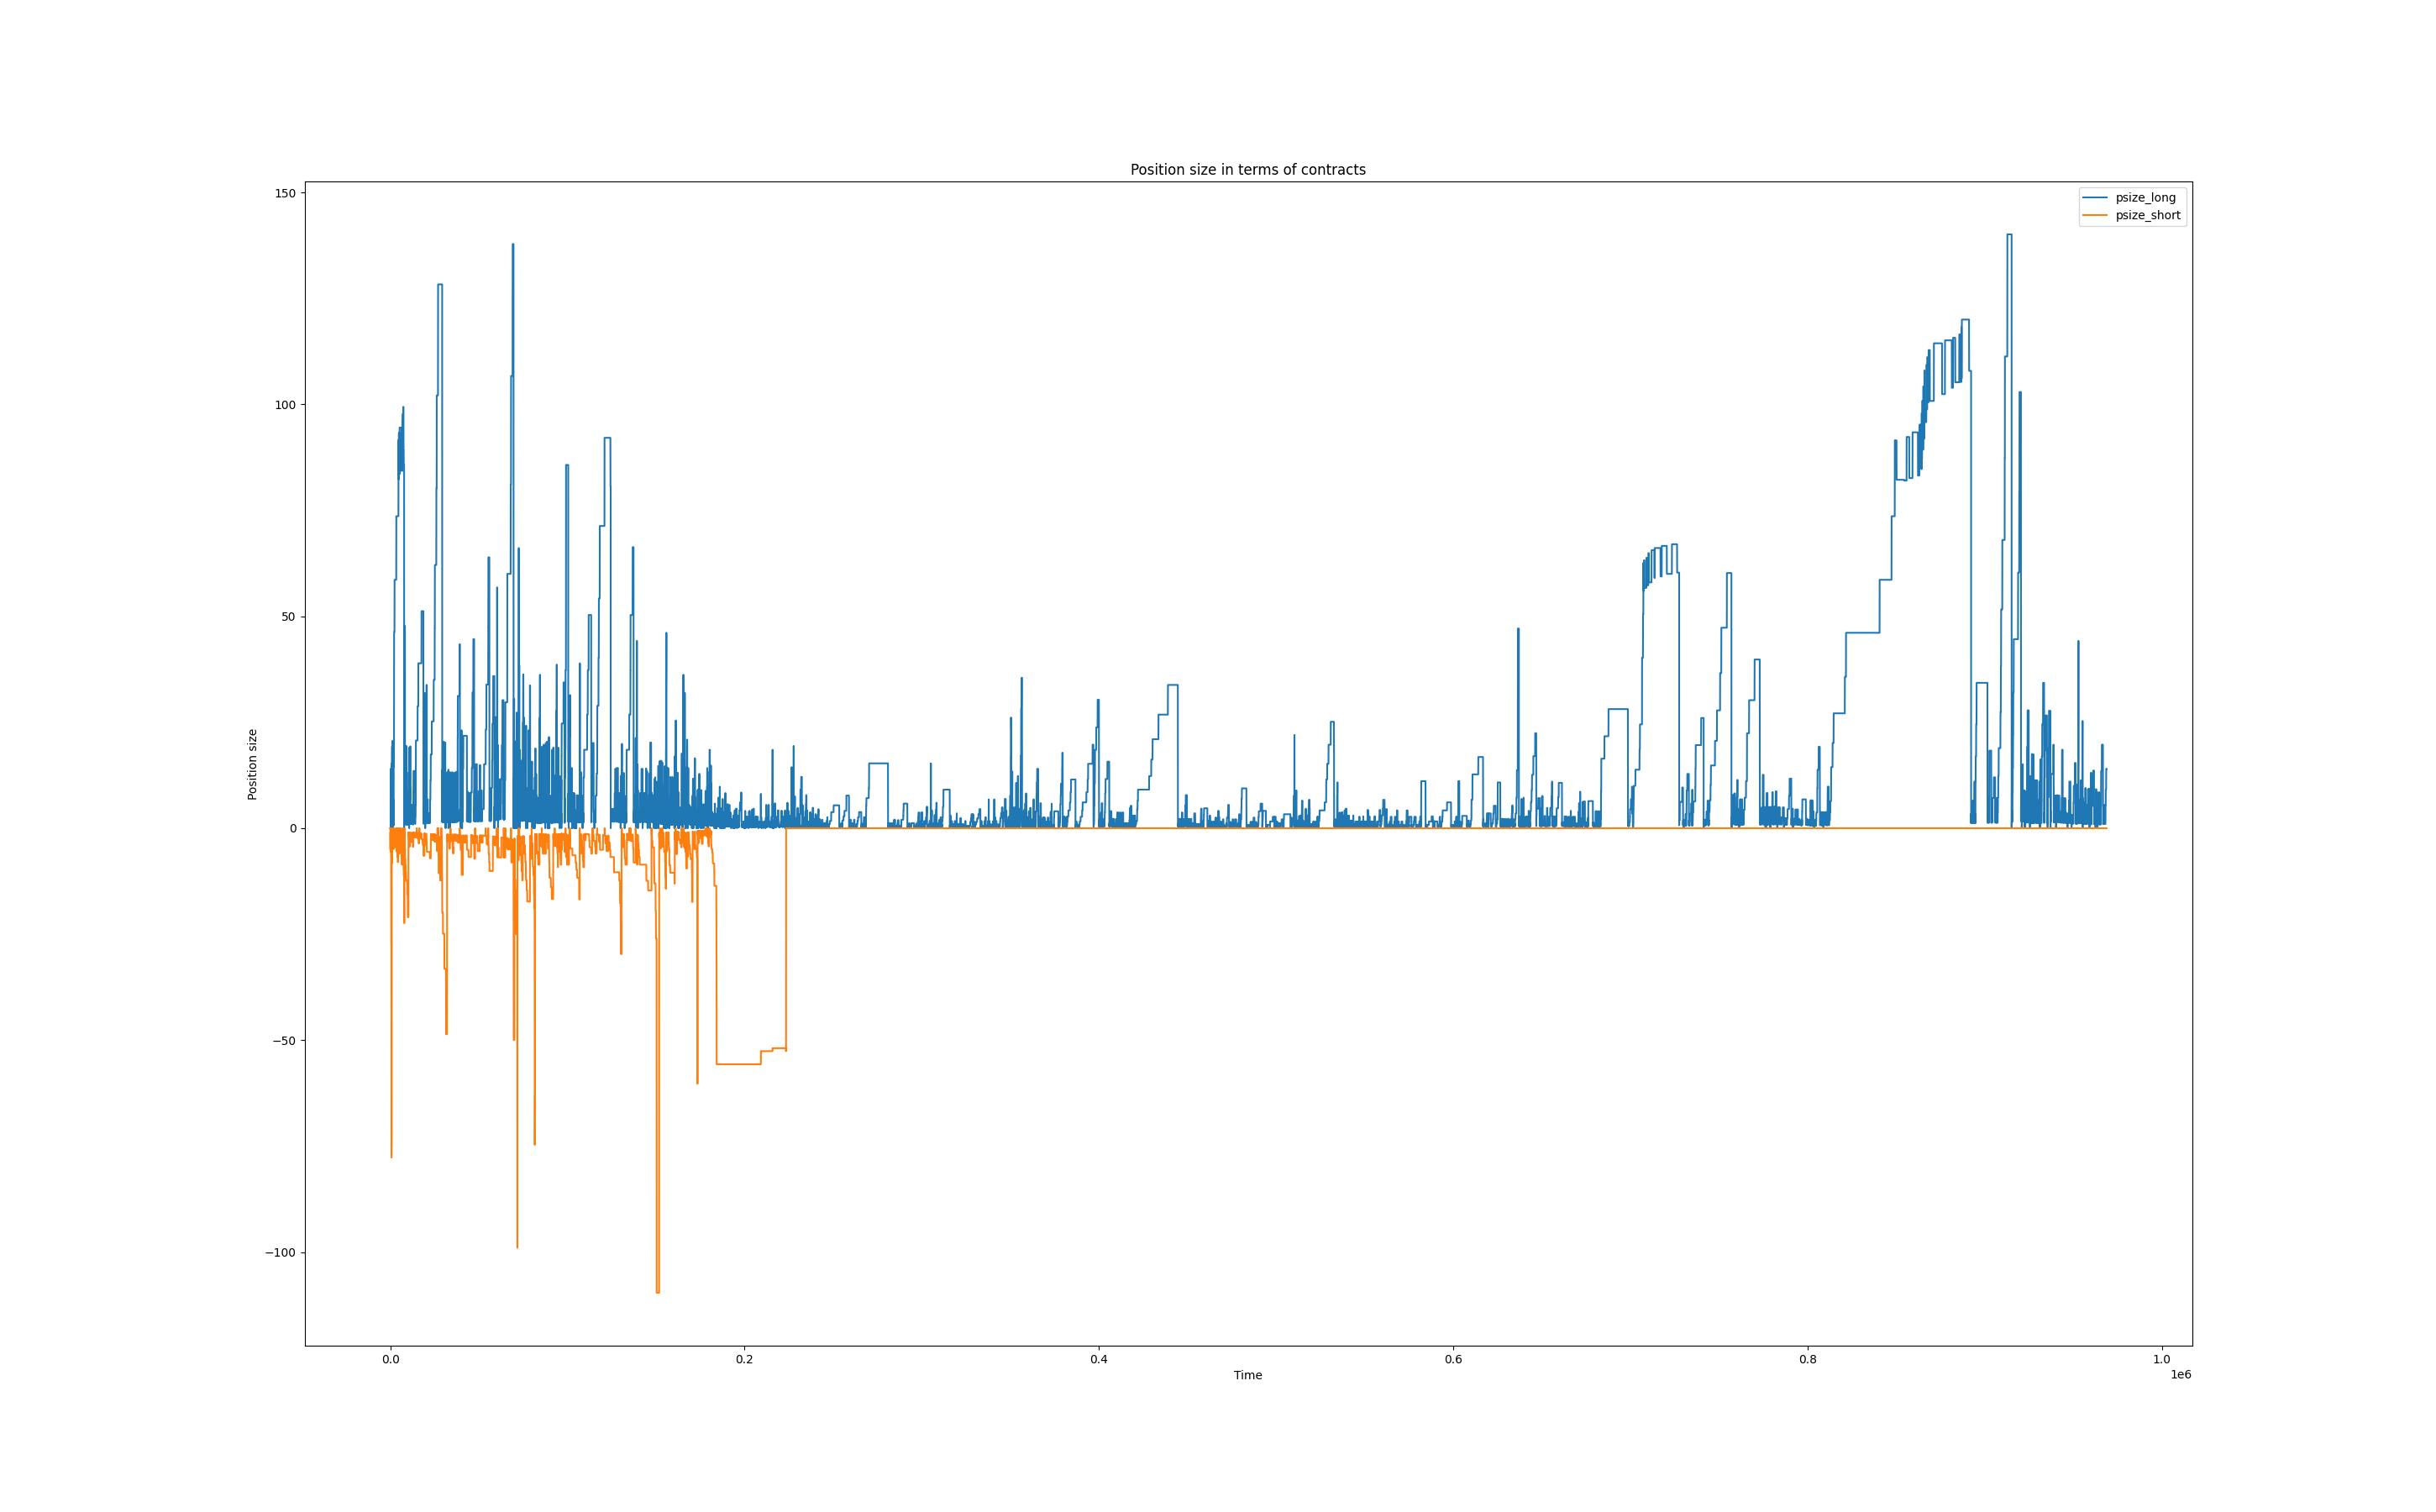 Position size in terms of contracts
psize_long
psize_short
150
100
50
0
−50
−100
Position size
0.0
0.2
0.4
0.6
0.8
1.0
1e6
Time